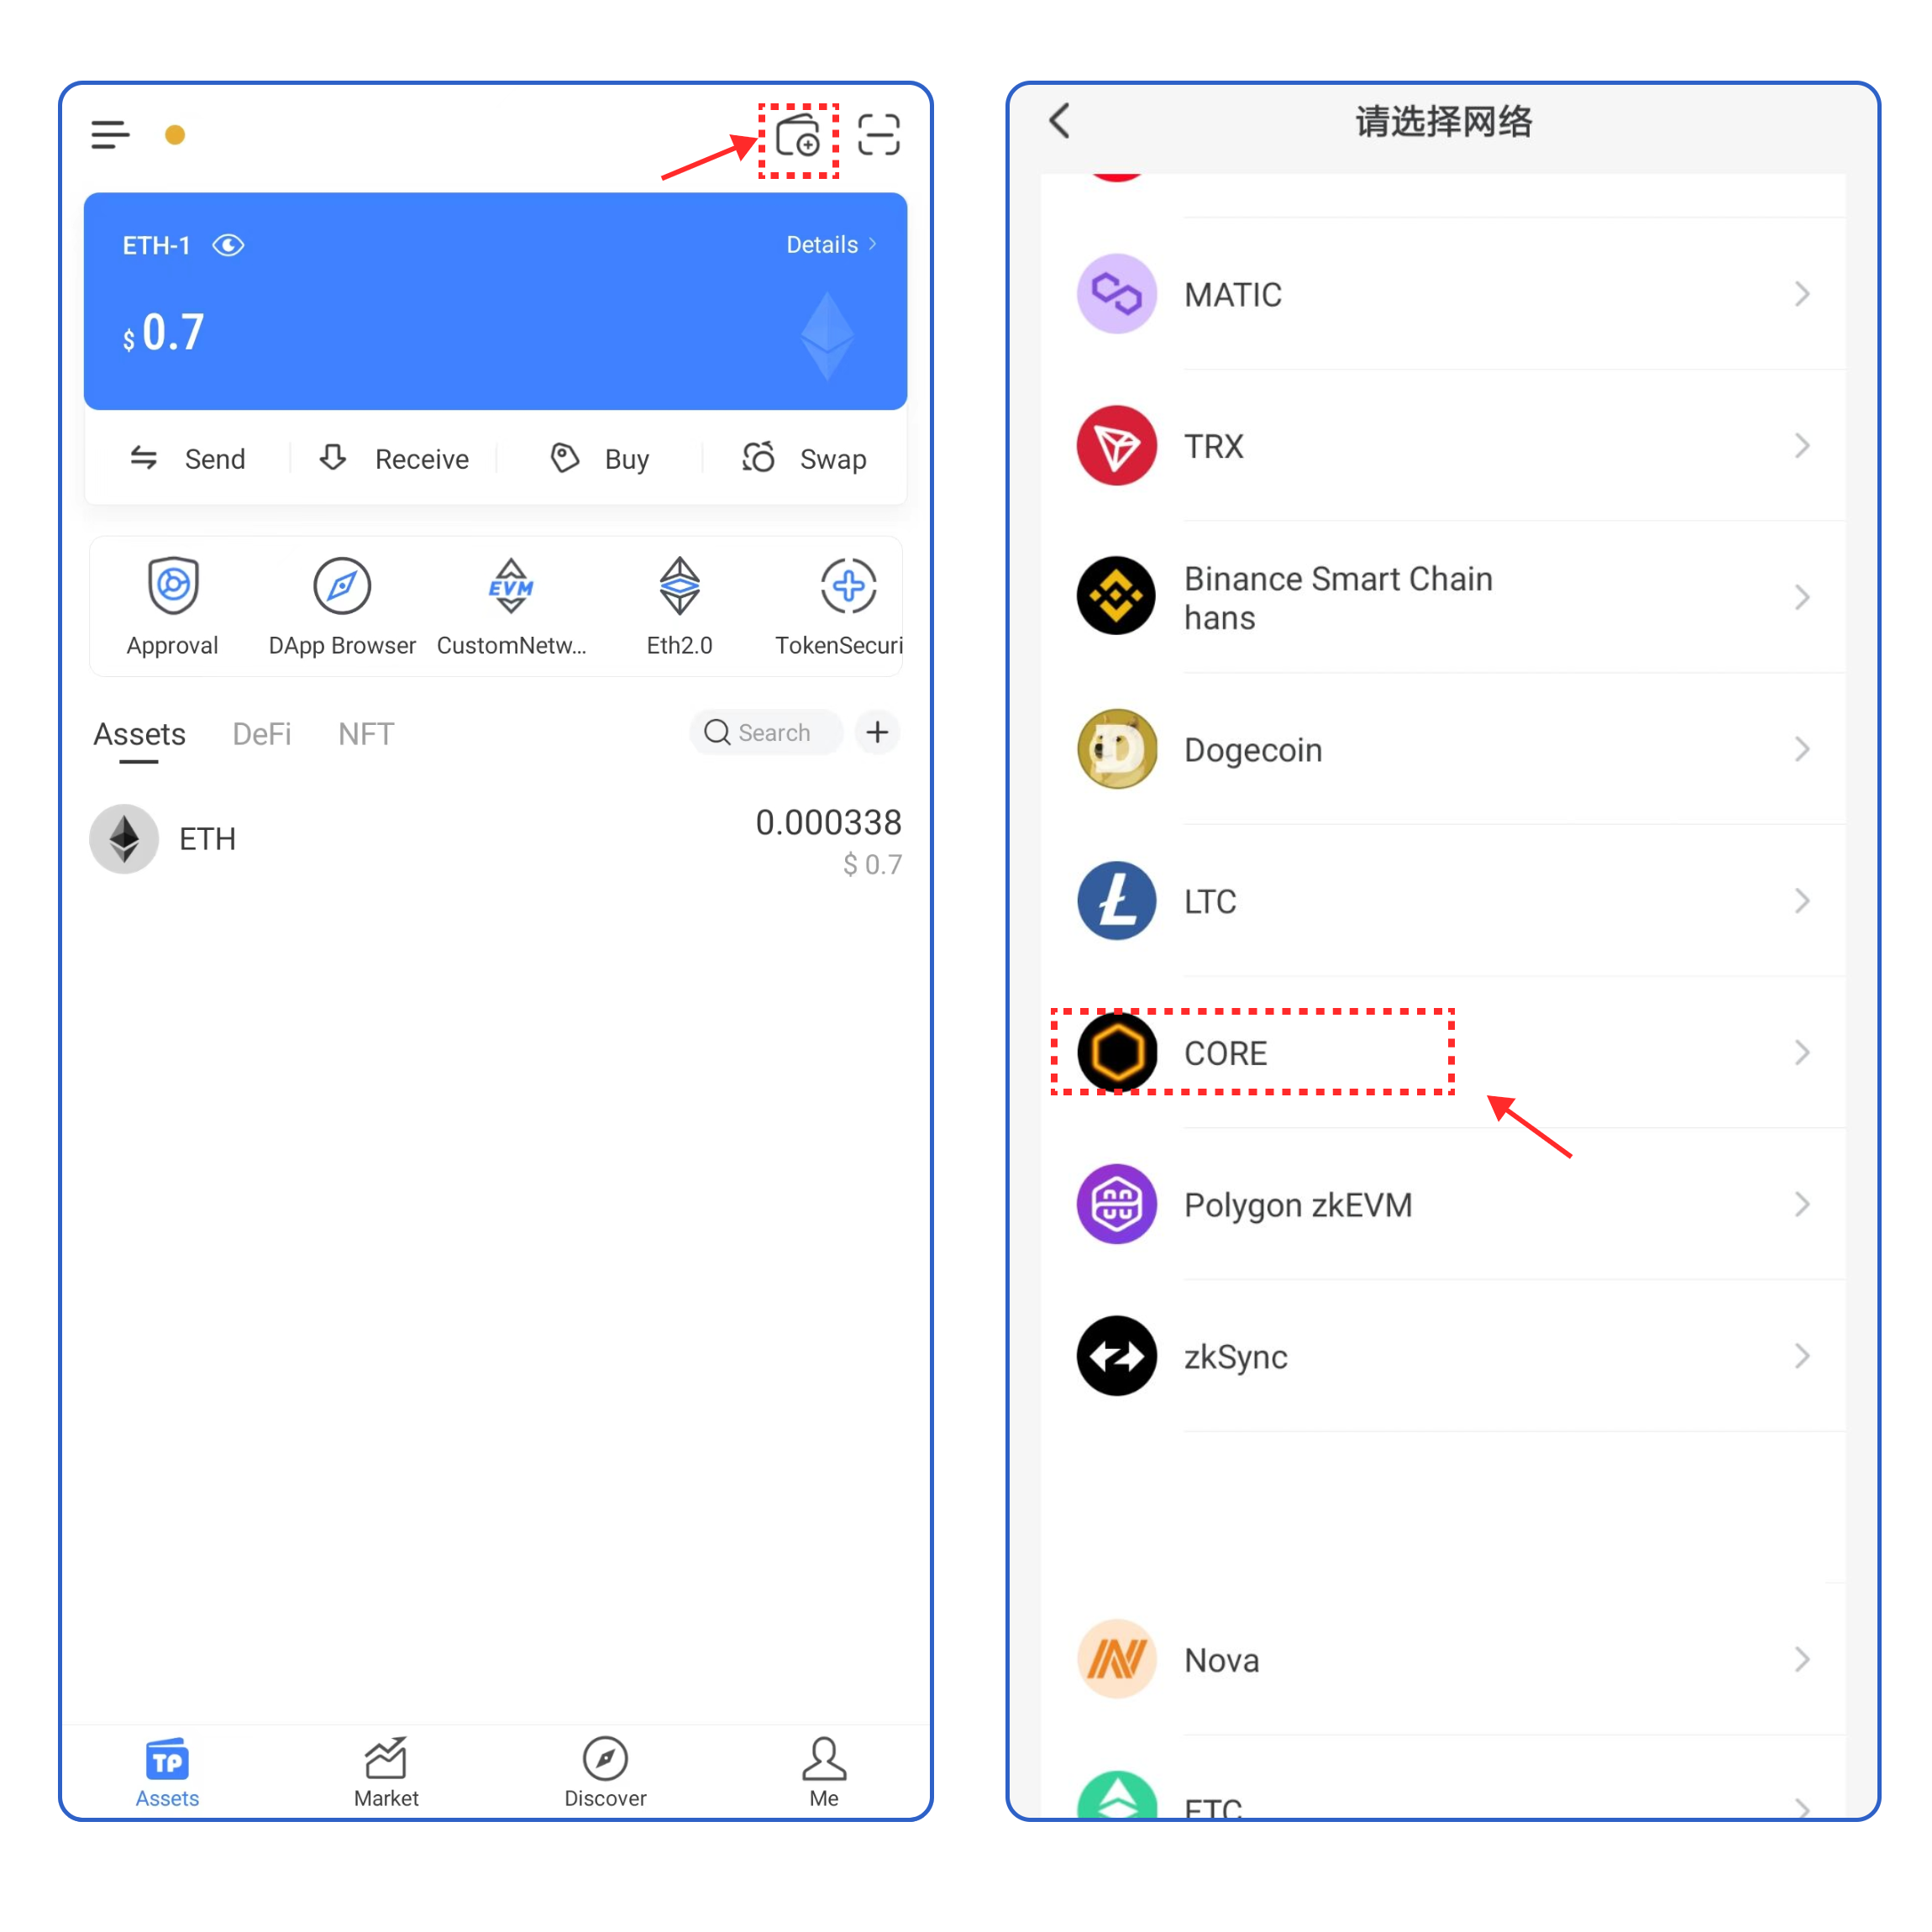 ETH-1
Details
$ 0.7
Send
Receive
Buy
Swap
EVM
Approval
DApp Browser
CustomNetw...
Eth2.0
TokenSecuri
Assets
DeFi
NFT
Search
ETH
0.000338
$ 0.7
TP
Assets
Market
Discover
Me
请选择网络
MATIC
TRX
Binance Smart Chain
hans
Dogecoin
LTC
CORE
Polygon zkEVM
zkSync
Nova
ETC